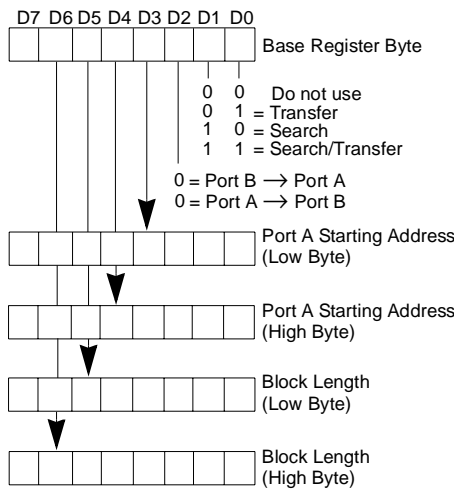 D7 D6 D5 D4 D3 D2 D1 D0
Base Register Byte
0 0 Do not use
0 1 = Transfer
1 0 = Search
1 1 = Search/Transfer
0 = Port B → Port A
0 = Port A → Port B
Port A Starting Address
(Low Byte)
Port A Starting Address
(High Byte)
Block Length
(Low Byte)
Block Length
(High Byte)